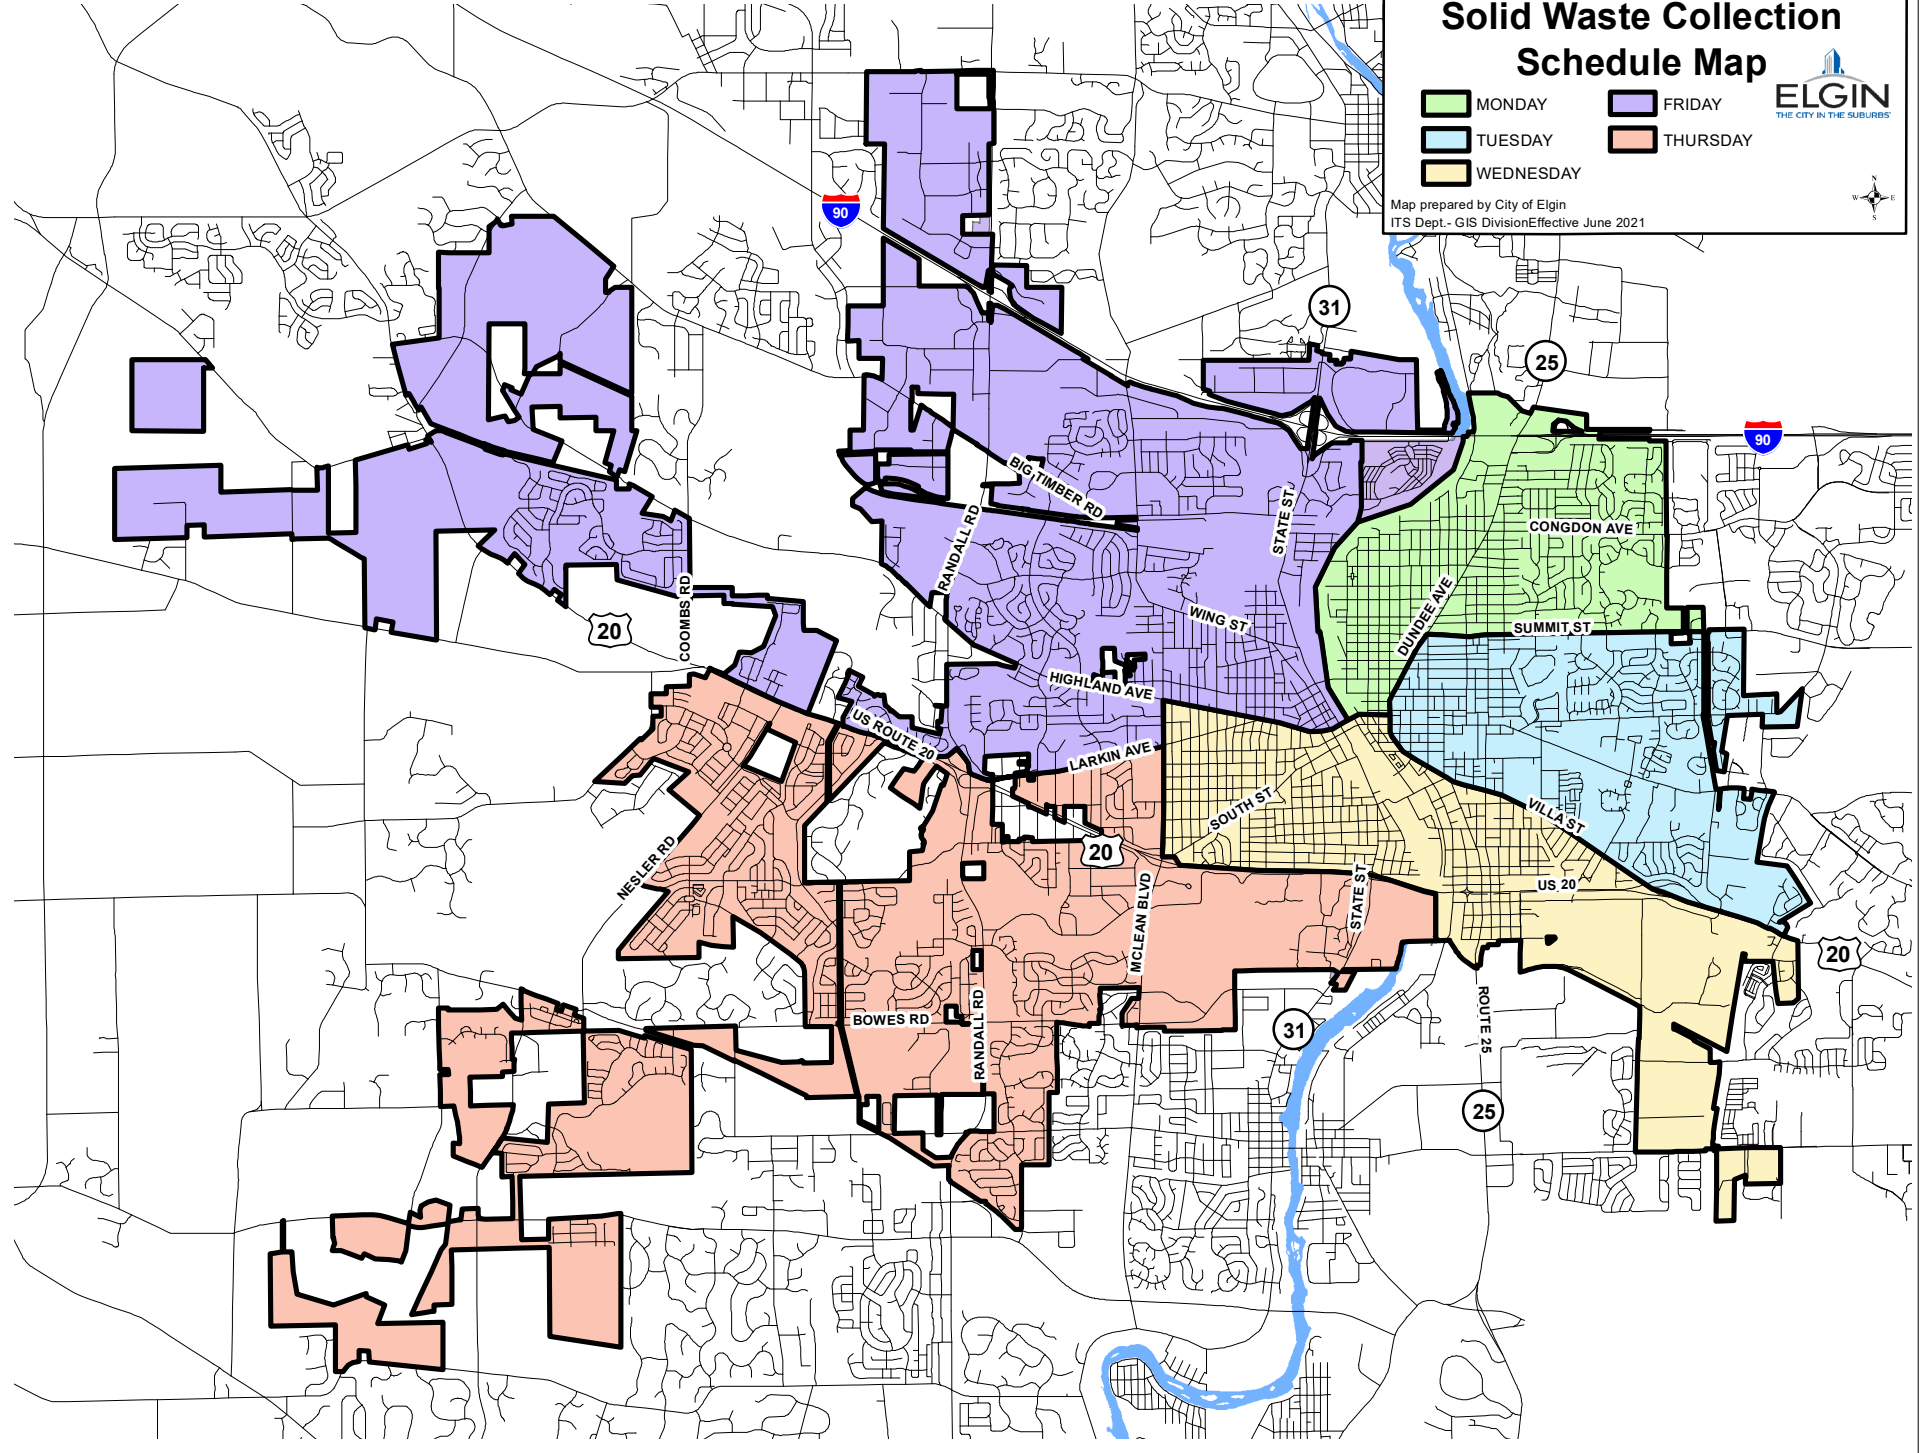 Solid Waste Collection
Schedule Map
ELGIN
THE CITY IN THE SUBURBS
MONDAY
FRIDAY
TUESDAY
THURSDAY
WEDNESDAY
N
W E
S
Map prepared by City of Elgin
ITS Dept.- GIS DivisionEffective June 2021
90
31
25
90
BIG TIMBER RD
RANDALL RD
STATE ST
CONGDON AVE
COOMBS RD
20
WING ST
DUNDEE AVE
SUMMIT ST
HIGHLAND AVE
US ROUTE 20
LARKIN AVE
SOUTH ST
VILLA ST
20
NESLER RD
MCLEAN BLVD
STATE ST
US 20
20
BOWES RD
RANDALL RD
31
ROUTE 25
25